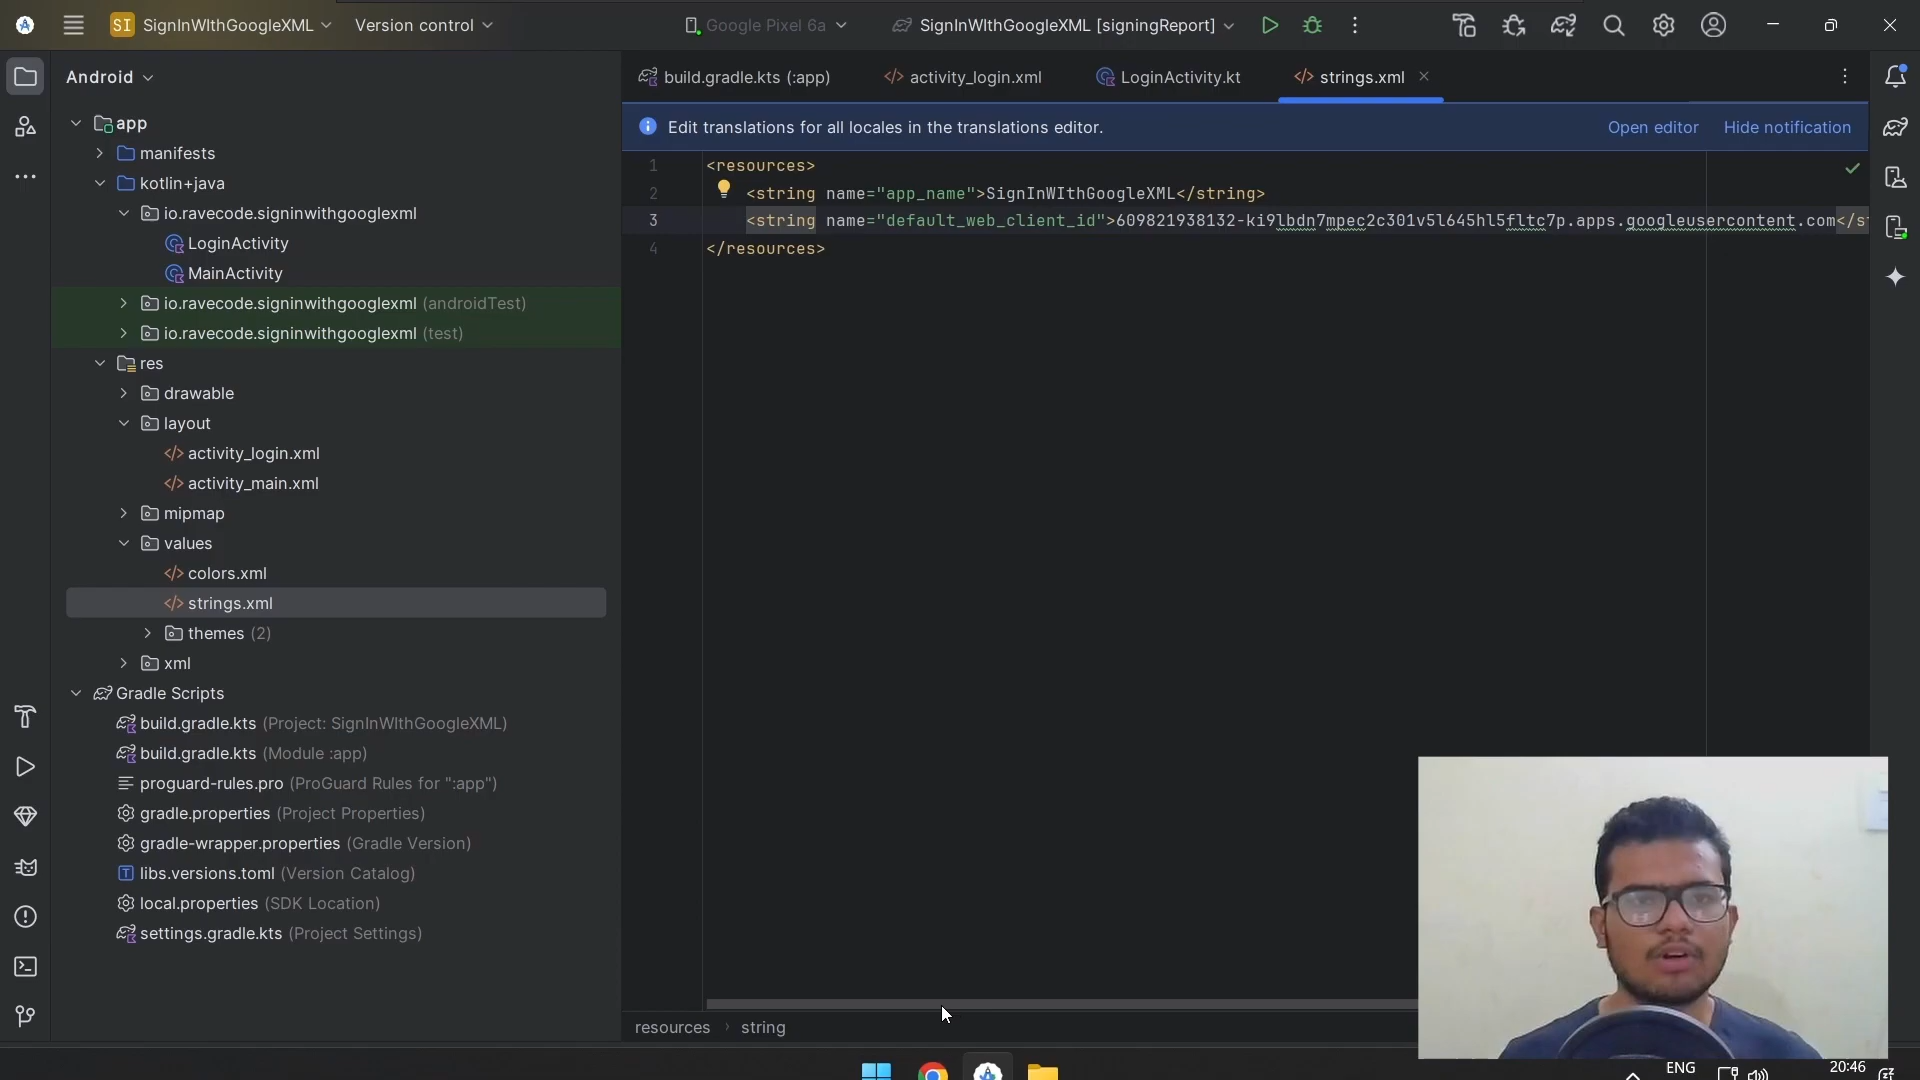 SI SignInWIthGoogleXML
Version control
Google Pixel 6a
SignInWIthGoogleXML [signingReport]
Android
build.gradle.kts (:app)
activity_login.xml
LoginActivity.kt
strings.xml
Edit translations for all locales in the translations editor.
Open editor
Hide notification
app
manifests
kotlin+java
io.ravecode.signinwithgooglexml
LoginActivity
MainActivity
io.ravecode.signinwithgooglexml (androidTest)
io.ravecode.signinwithgooglexml (test)
res
drawable
layout
activity_login.xml
activity_main.xml
mipmap
values
colors.xml
strings.xml
themes (2)
xml
Gradle Scripts
build.gradle.kts (Project: SignInWIthGoogleXML)
build.gradle.kts (Module :app)
proguard-rules.pro (ProGuard Rules for ":app")
gradle.properties (Project Properties)
gradle-wrapper.properties (Gradle Version)
libs.versions.toml (Version Catalog)
local.properties (SDK Location)
settings.gradle.kts (Project Settings)
1 <resources>
2 <string name="app_name">SignInWIthGoogleXML</string>
3 <string name="default_web_client_id">609821938132-ki9lbdn7mpec2c301v5l645hl5fltc7p.apps.googleusercontent.com</st
4 </resources>
resources › string
ENG
20:46